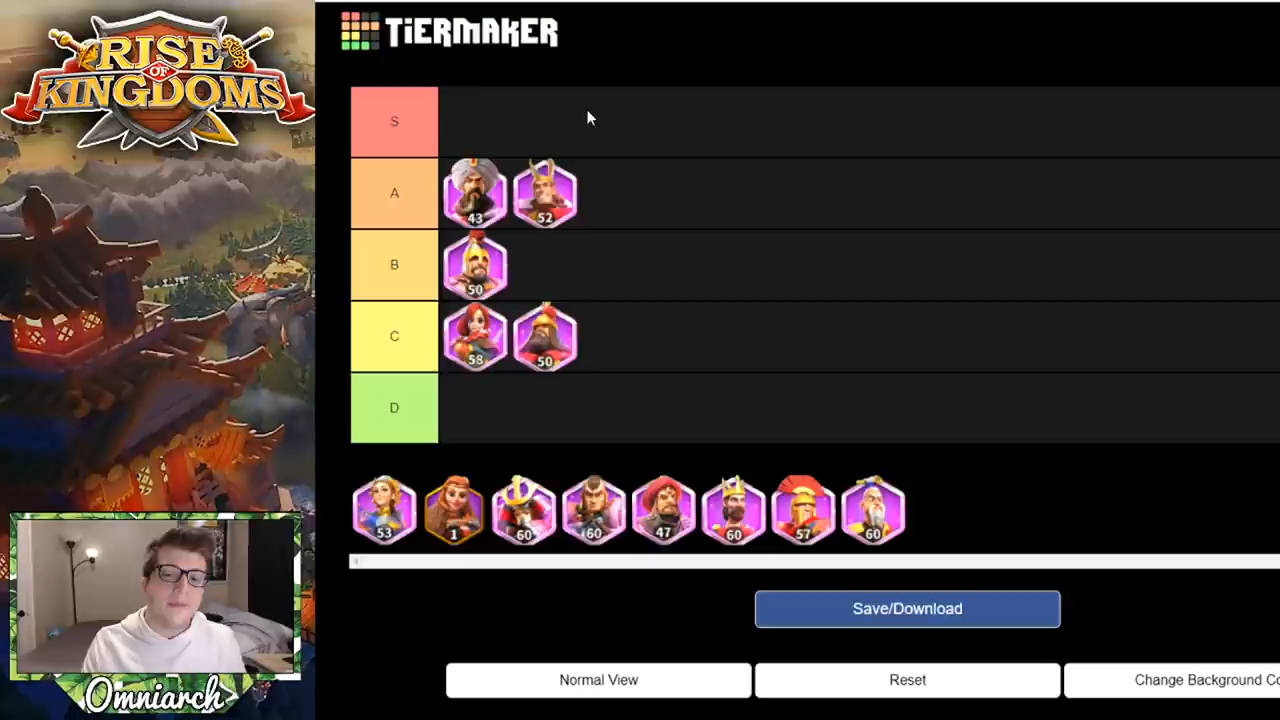 RISE
OF
KINGDOMS
TIERMAKER
S
A
43
52
B
50
C
58
50
D
53
1
60
60
47
60
57
60
Save/Download
Normal View
Reset
Change Background Co
Omniarch